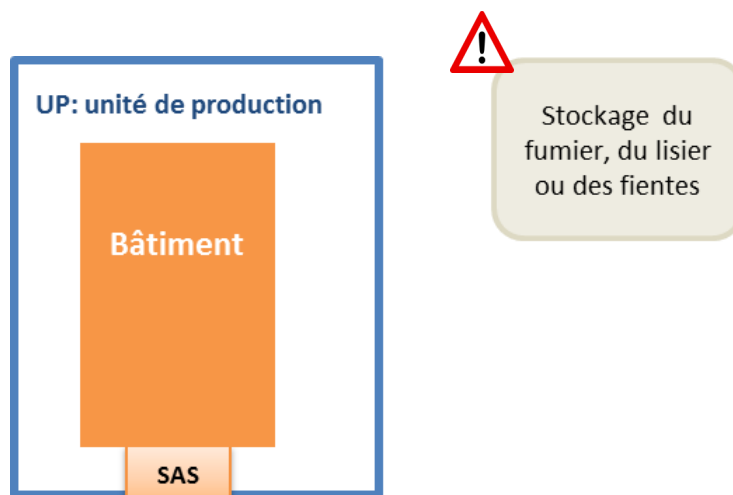 UP: unité de production
Bâtiment
SAS
!
Stockage du
fumier, du lisier
ou des fientes